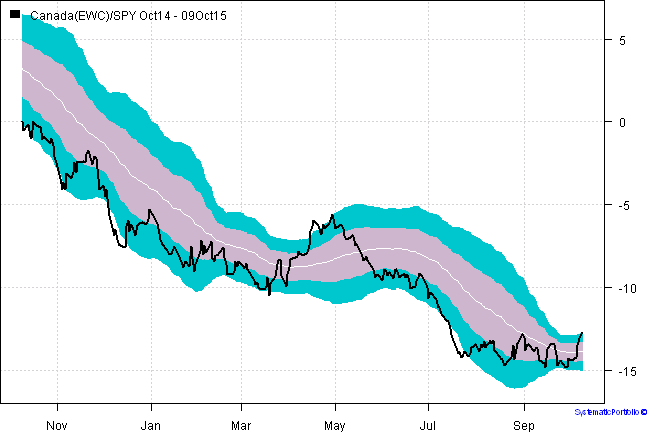 Canada(EWC)/SPY Oct14 - 09Oct15
5
0
-5
-10
-15
Nov Jan Mar May Jul Sep
SystematicPortfolio ©